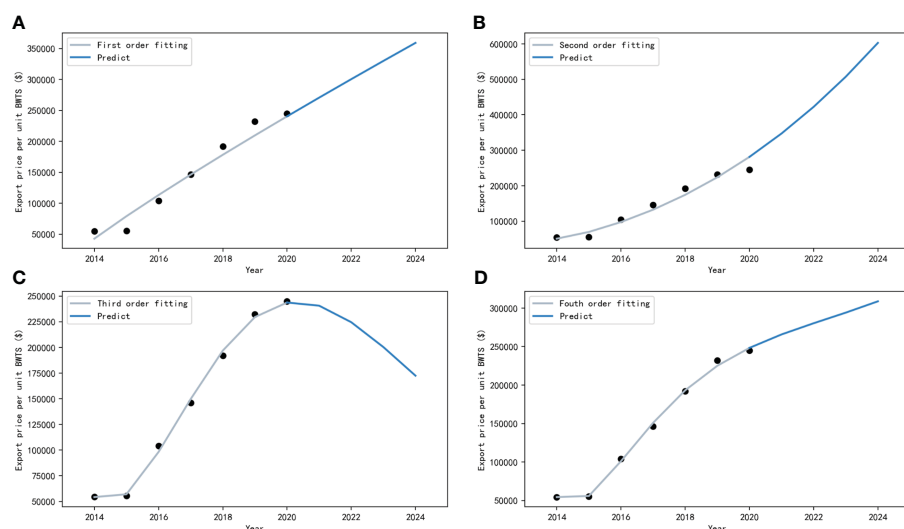 A
First order fitting
Predict
Export price per unit BWTS ($)
350000
300000
250000
200000
150000
100000
50000
2014 2016 2018 2020 2022 2024
Year
B
Second order fitting
Predict
Export price per unit BWTS ($)
600000
500000
400000
300000
200000
100000
2014 2016 2018 2020 2022 2024
Year
C
Third order fitting
Predict
Export price per unit BWTS ($)
250000
225000
200000
175000
150000
125000
100000
75000
50000
2014 2016 2018 2020 2022 2024
Year
D
Fouth order fitting
Predict
Export price per unit BWTS ($)
300000
250000
200000
150000
100000
50000
2014 2016 2018 2020 2022 2024
Year